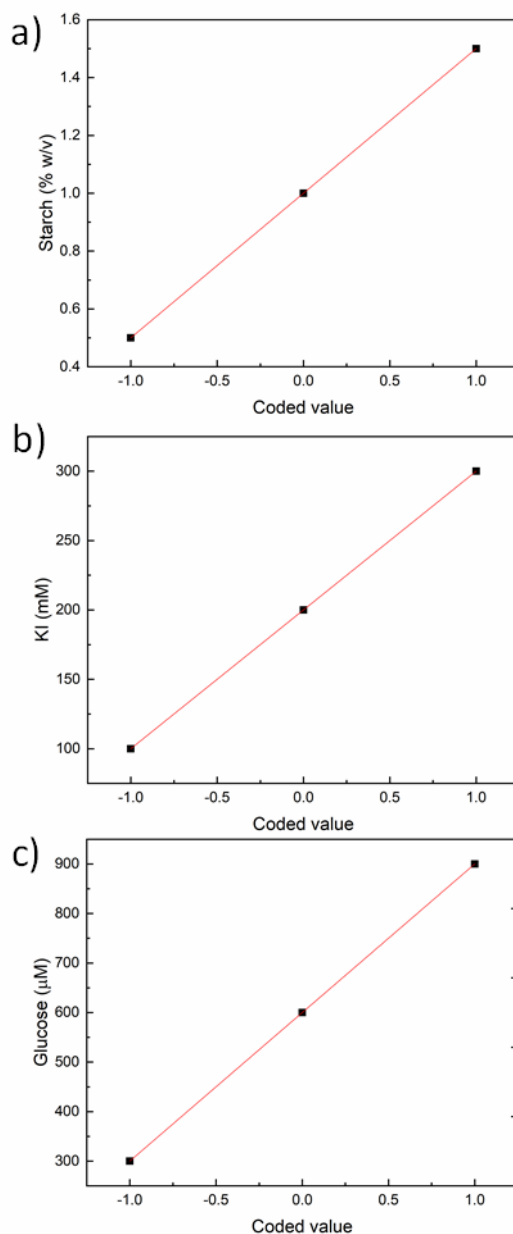 a)
1.6
1.4
1.2
1.0
0.8
0.6
0.4
Starch (% w/v)
-1.0 -0.5 0.0 0.5 1.0
Coded value
b)
300
250
200
150
100
KI (mM)
-1.0 -0.5 0.0 0.5 1.0
Coded value
c)
900
800
700
600
500
400
300
Glucose (μM)
-1.0 -0.5 0.0 0.5 1.0
Coded value